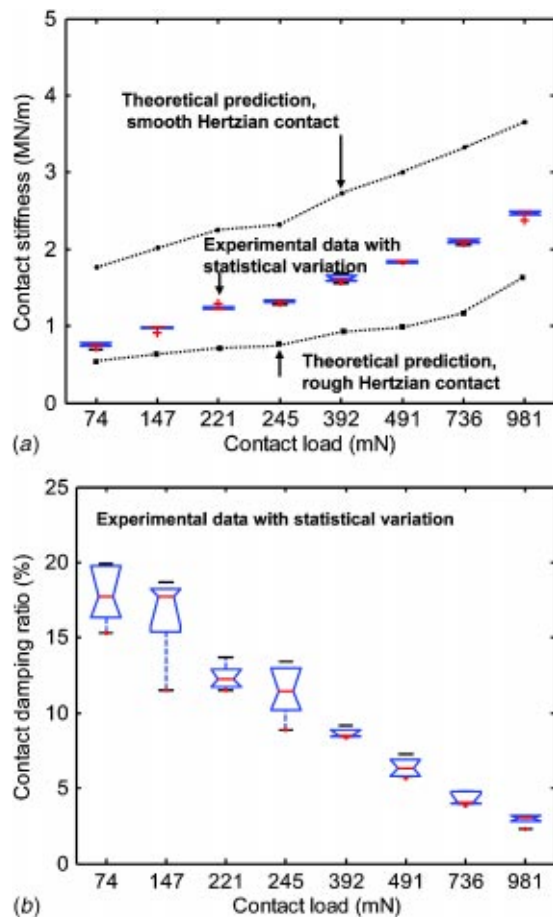 5
4
3
2
1
0
Contact stiffness (MN/m)
Theoretical prediction,
smooth Hertzian contact
Experimental data with
statistical variation
Theoretical prediction,
rough Hertzian contact
74 147 221 245 392 491 736 981
(a) Contact load (mN)
25
20
15
10
5
0
Contact damping ratio (%)
Experimental data with statistical variation
74 147 221 245 392 491 736 981
(b) Contact load (mN)